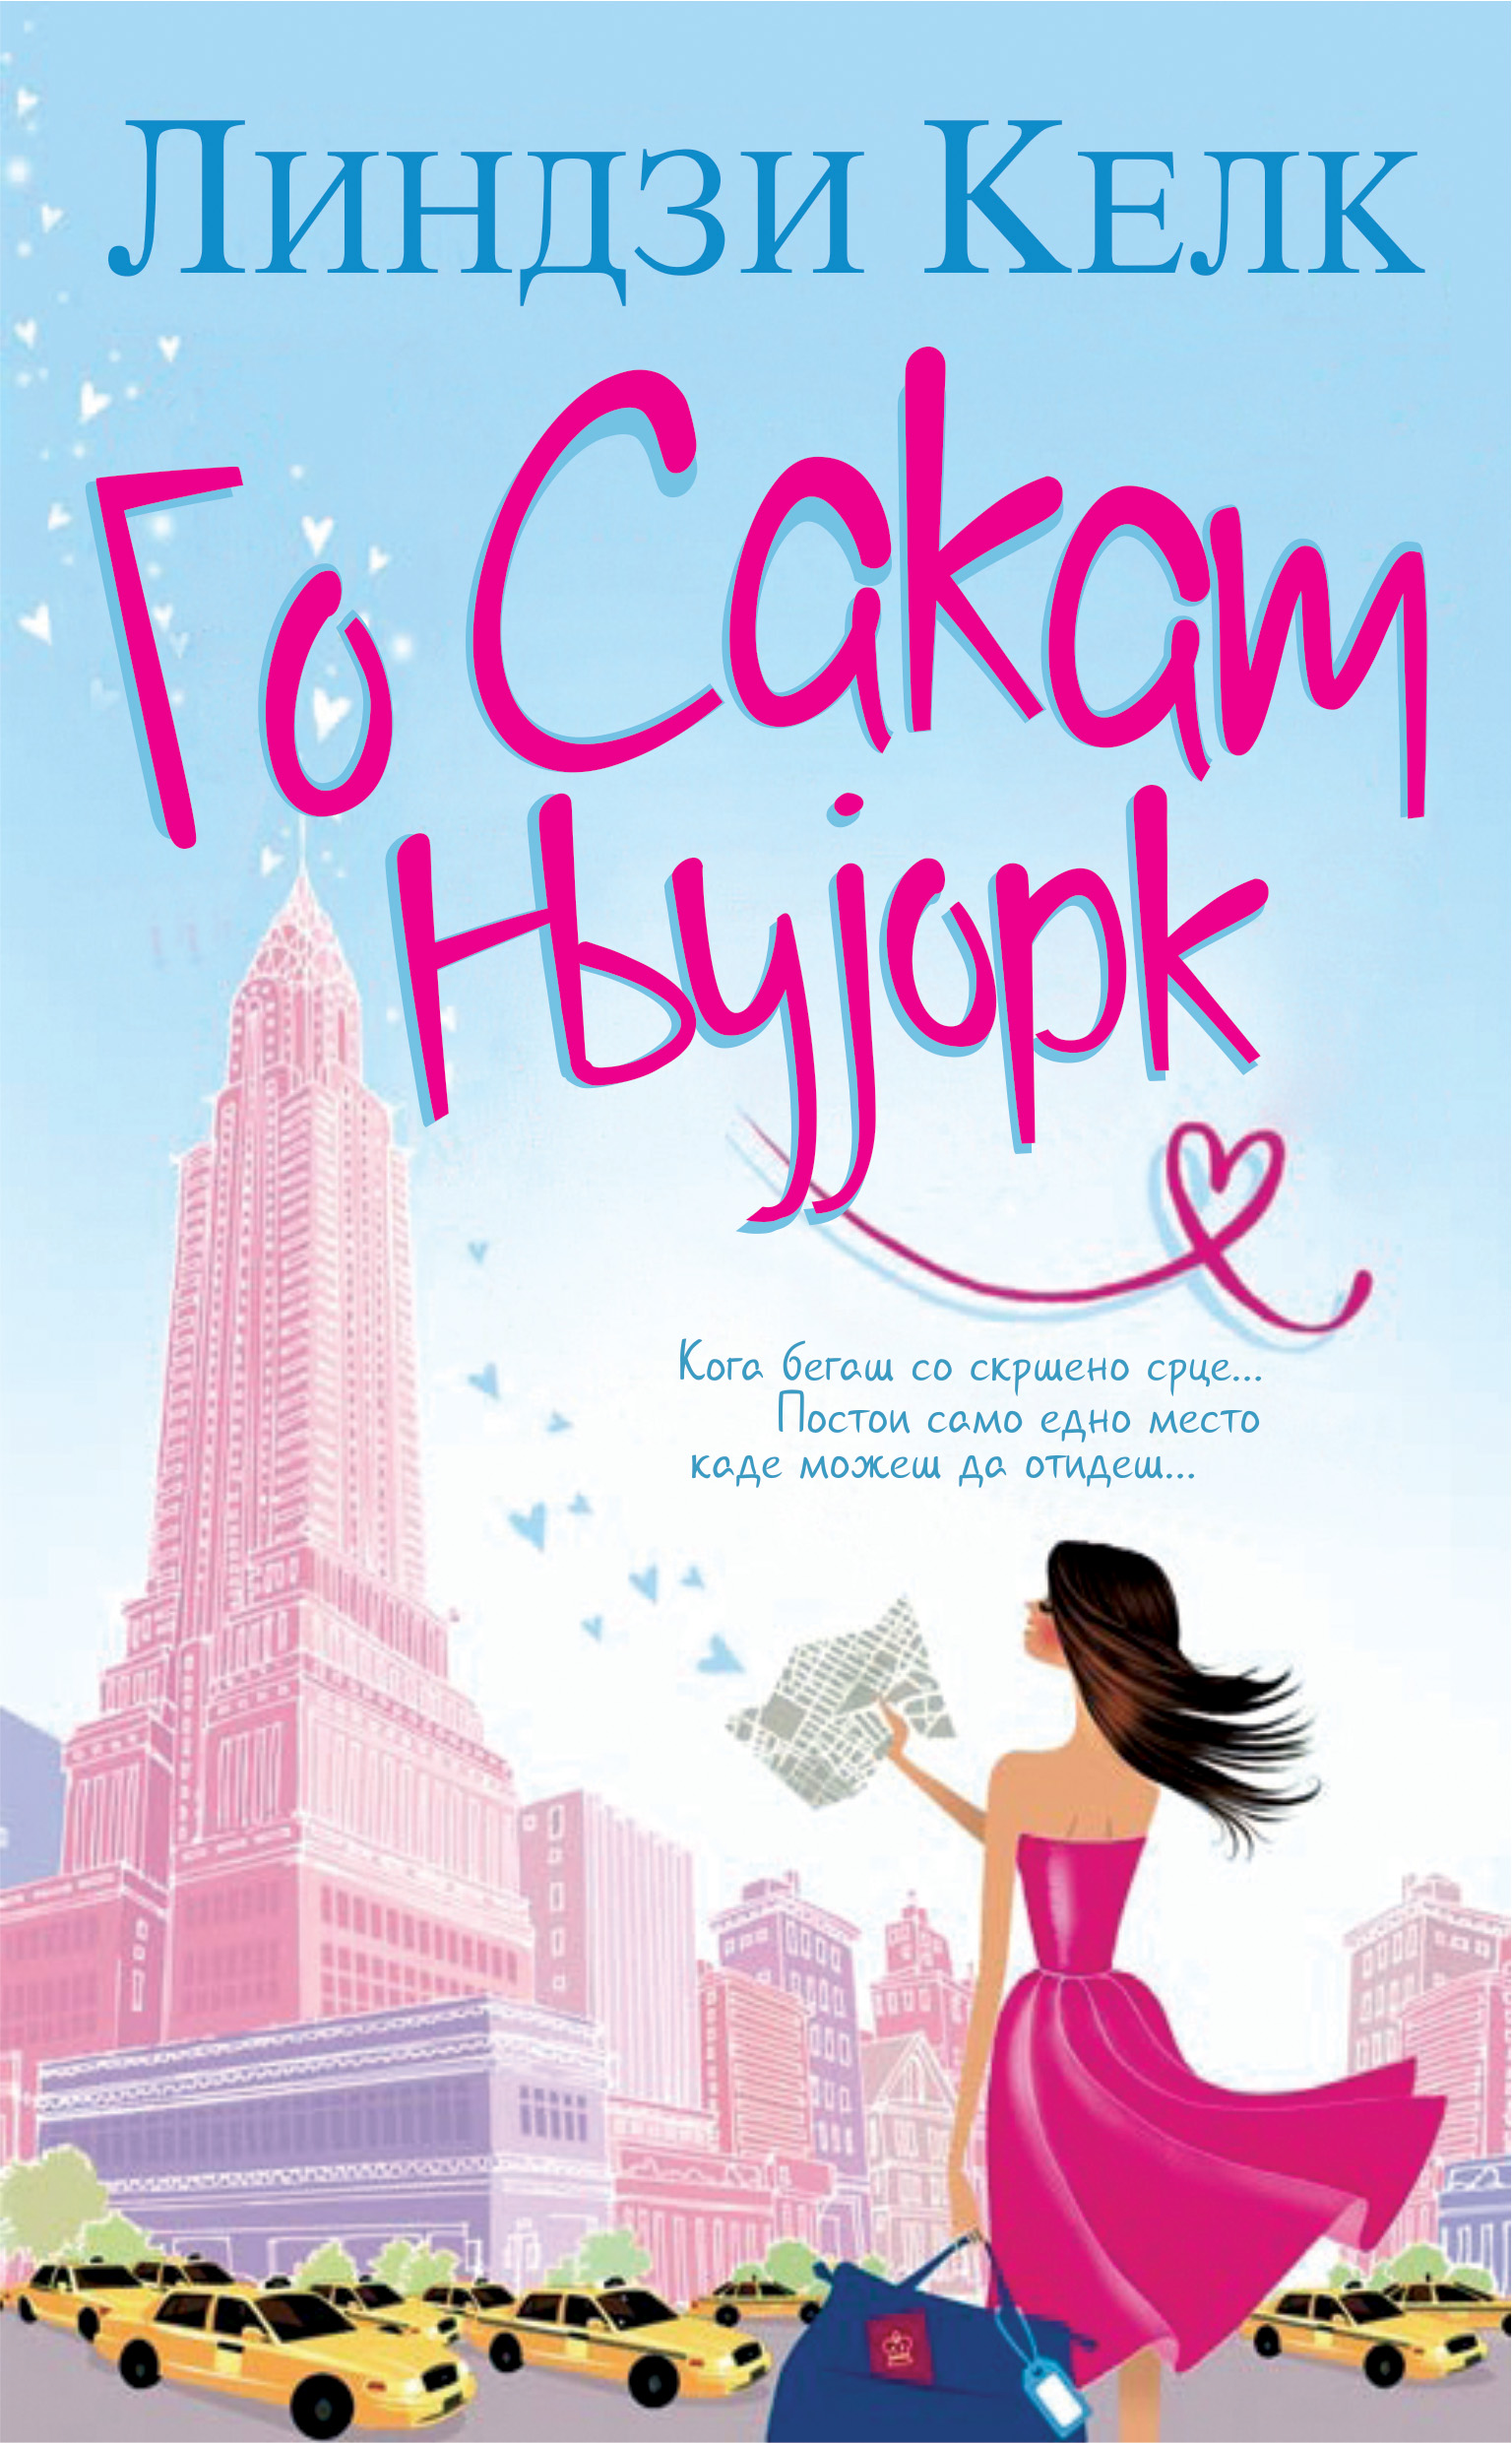 Линдзи Келк
Го Сакам
Њујорк
Кога бегаш со скршено срце...
Постои само едно место
каде можеш да отидеш...